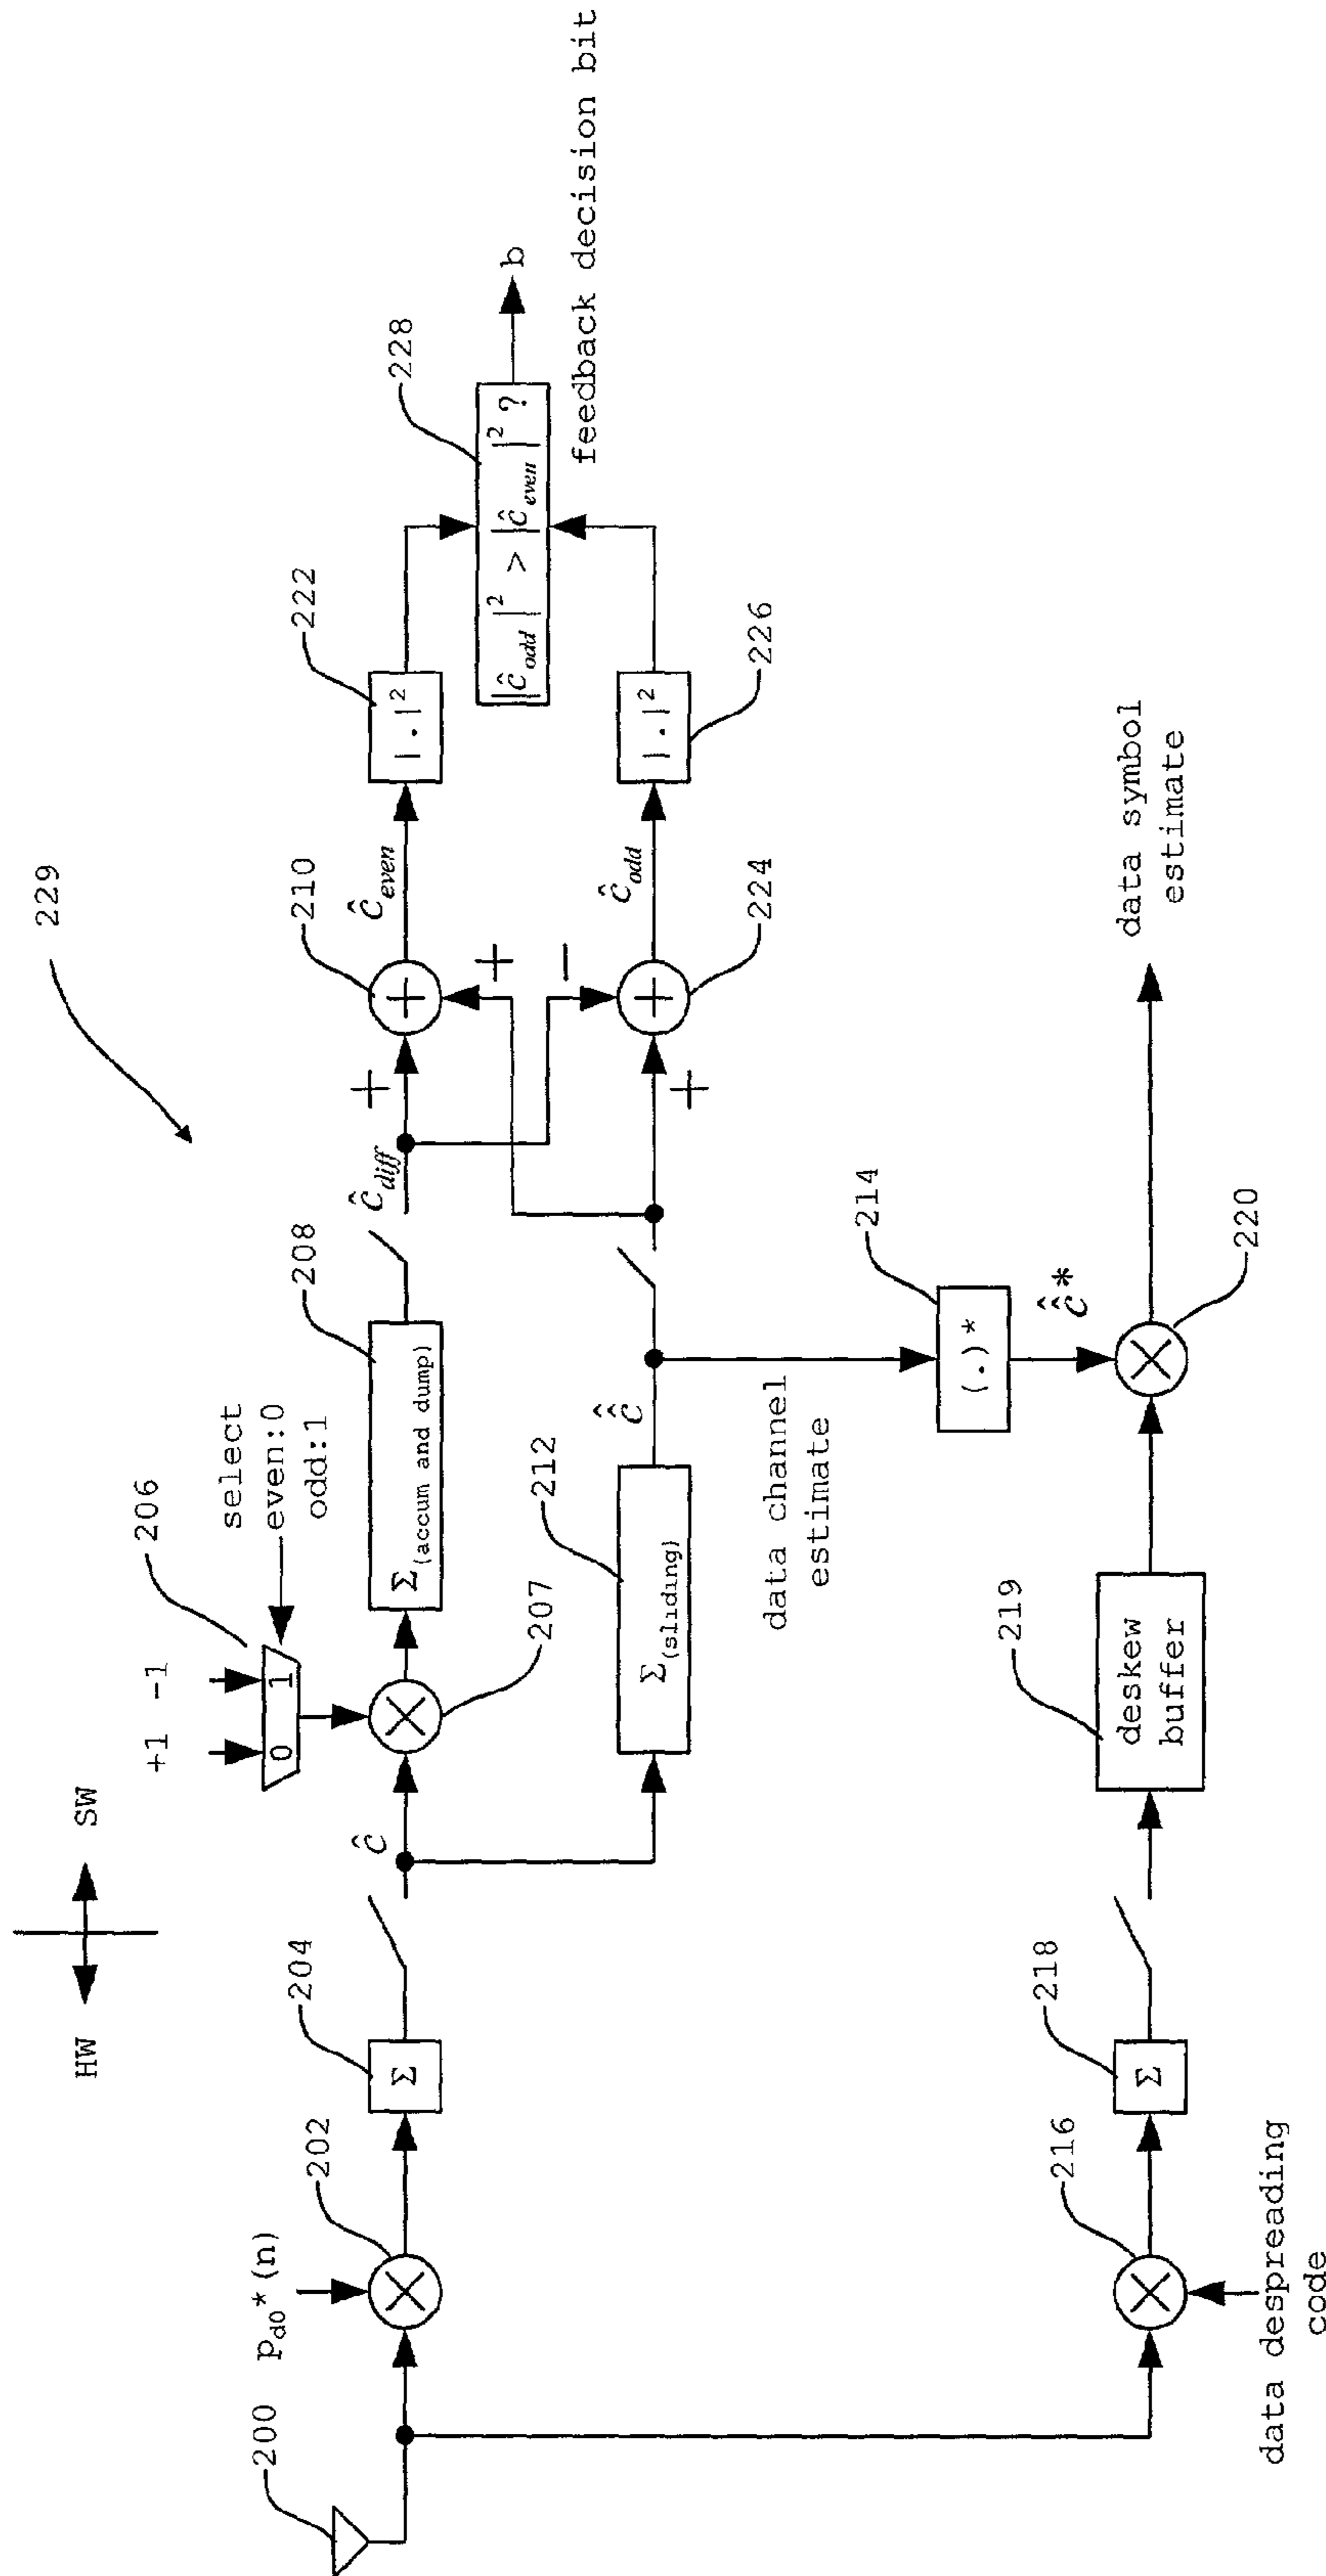 229
HW
SW
+1
-1
206
select
even:0
odd:1
0
1
200
p_d0*(n)
202
204
Σ
ĉ
207
208
Σ(accum and dump)
ĉ_diff
+
210
+
+
ĉ_even
222
|.|²
228
|ĉ_odd|² > |ĉ_even|² ?
b
feedback decision bit
212
Σ(sliding)
ĉ̂
+
−
+
224
ĉ_odd
226
|.|²
data channel
estimate
214
(.)*
ĉ̂*
data despreading
code
216
218
Σ
219
deskew
buffer
220
data symbol
estimate